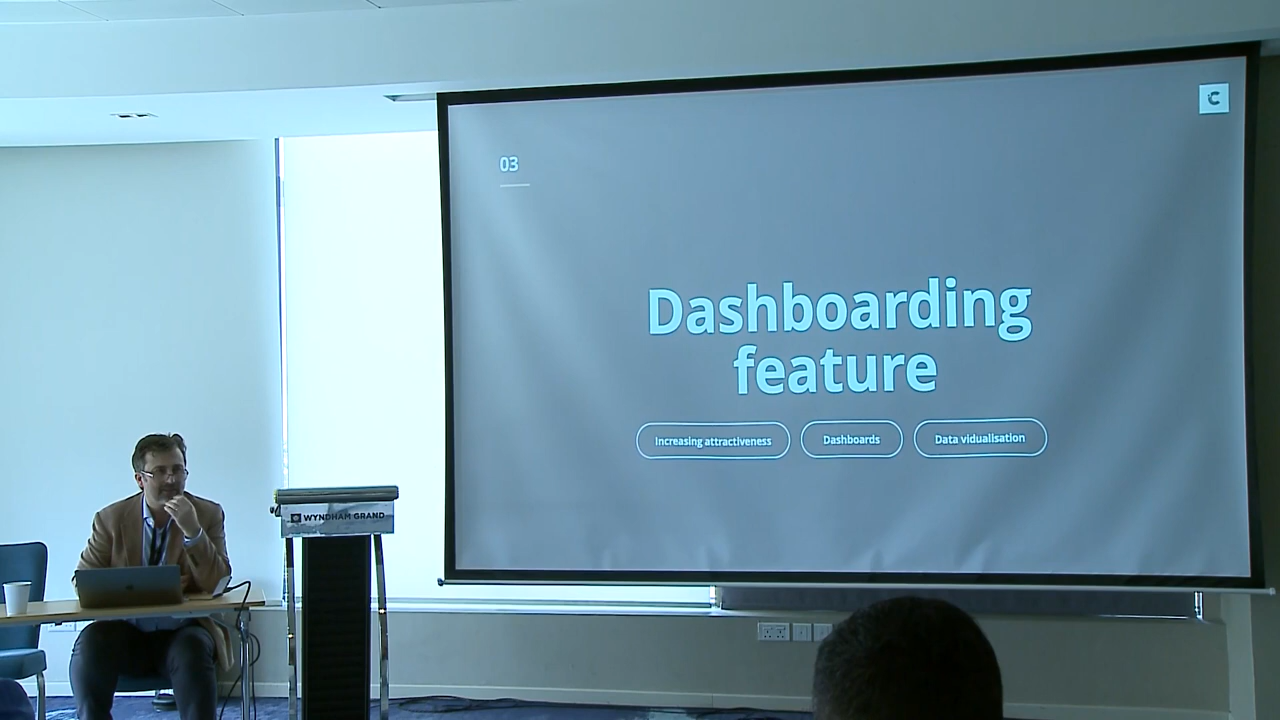 03
Dashboarding
feature
Increasing attractiveness
Dashboards
Data vidualisation
C
WYNDHAM GRAND